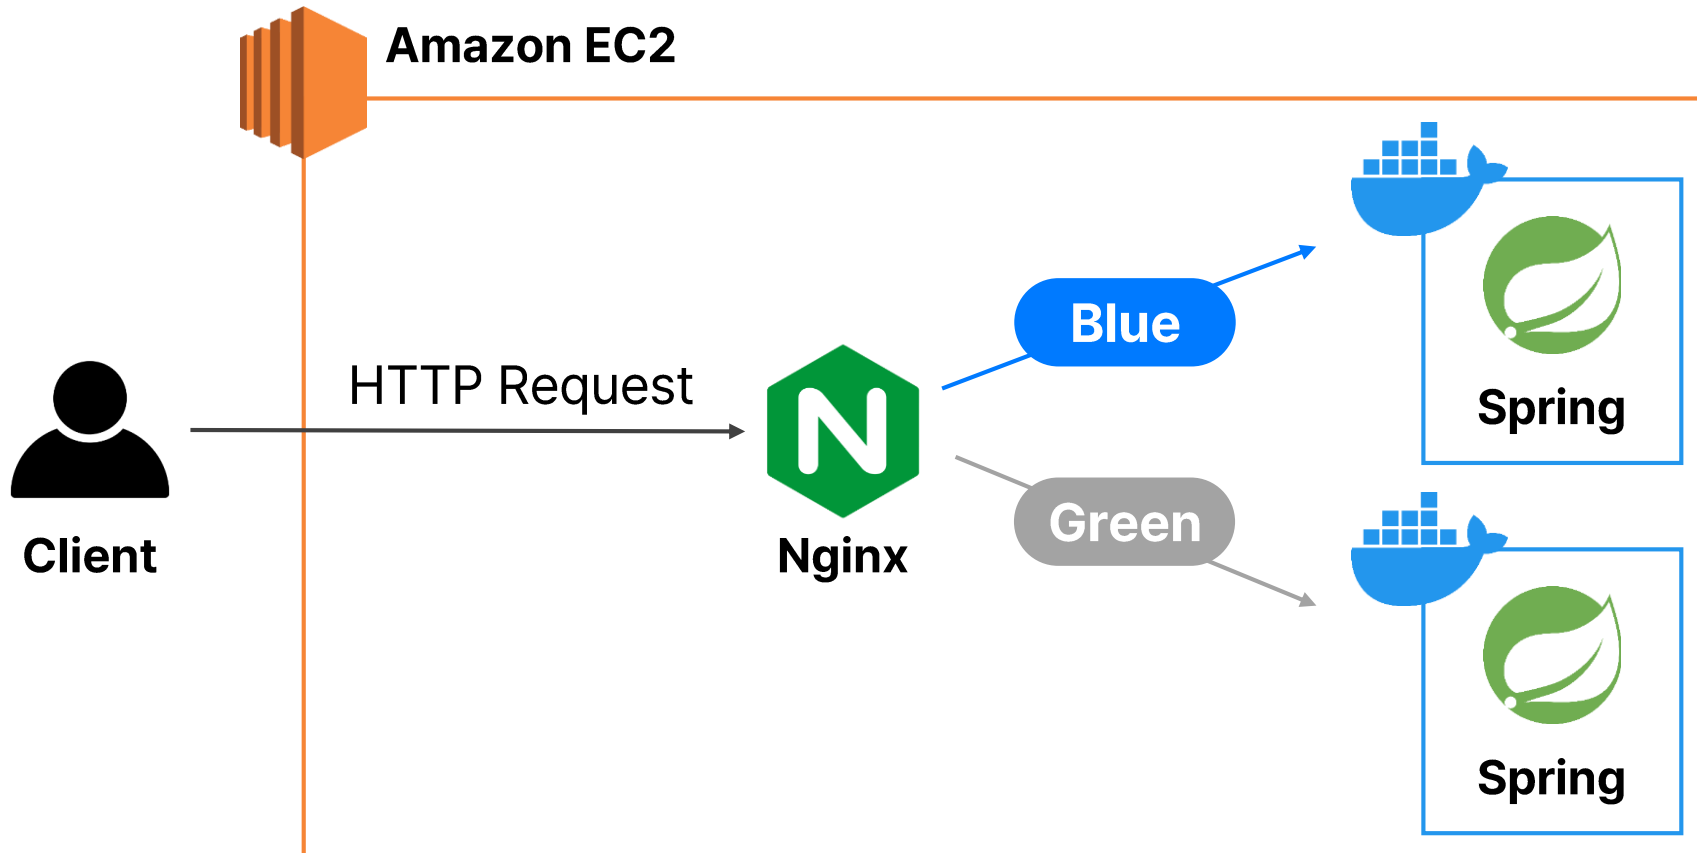 Amazon EC2
HTTP Request
Client
Nginx
Blue
Green
Spring
Spring